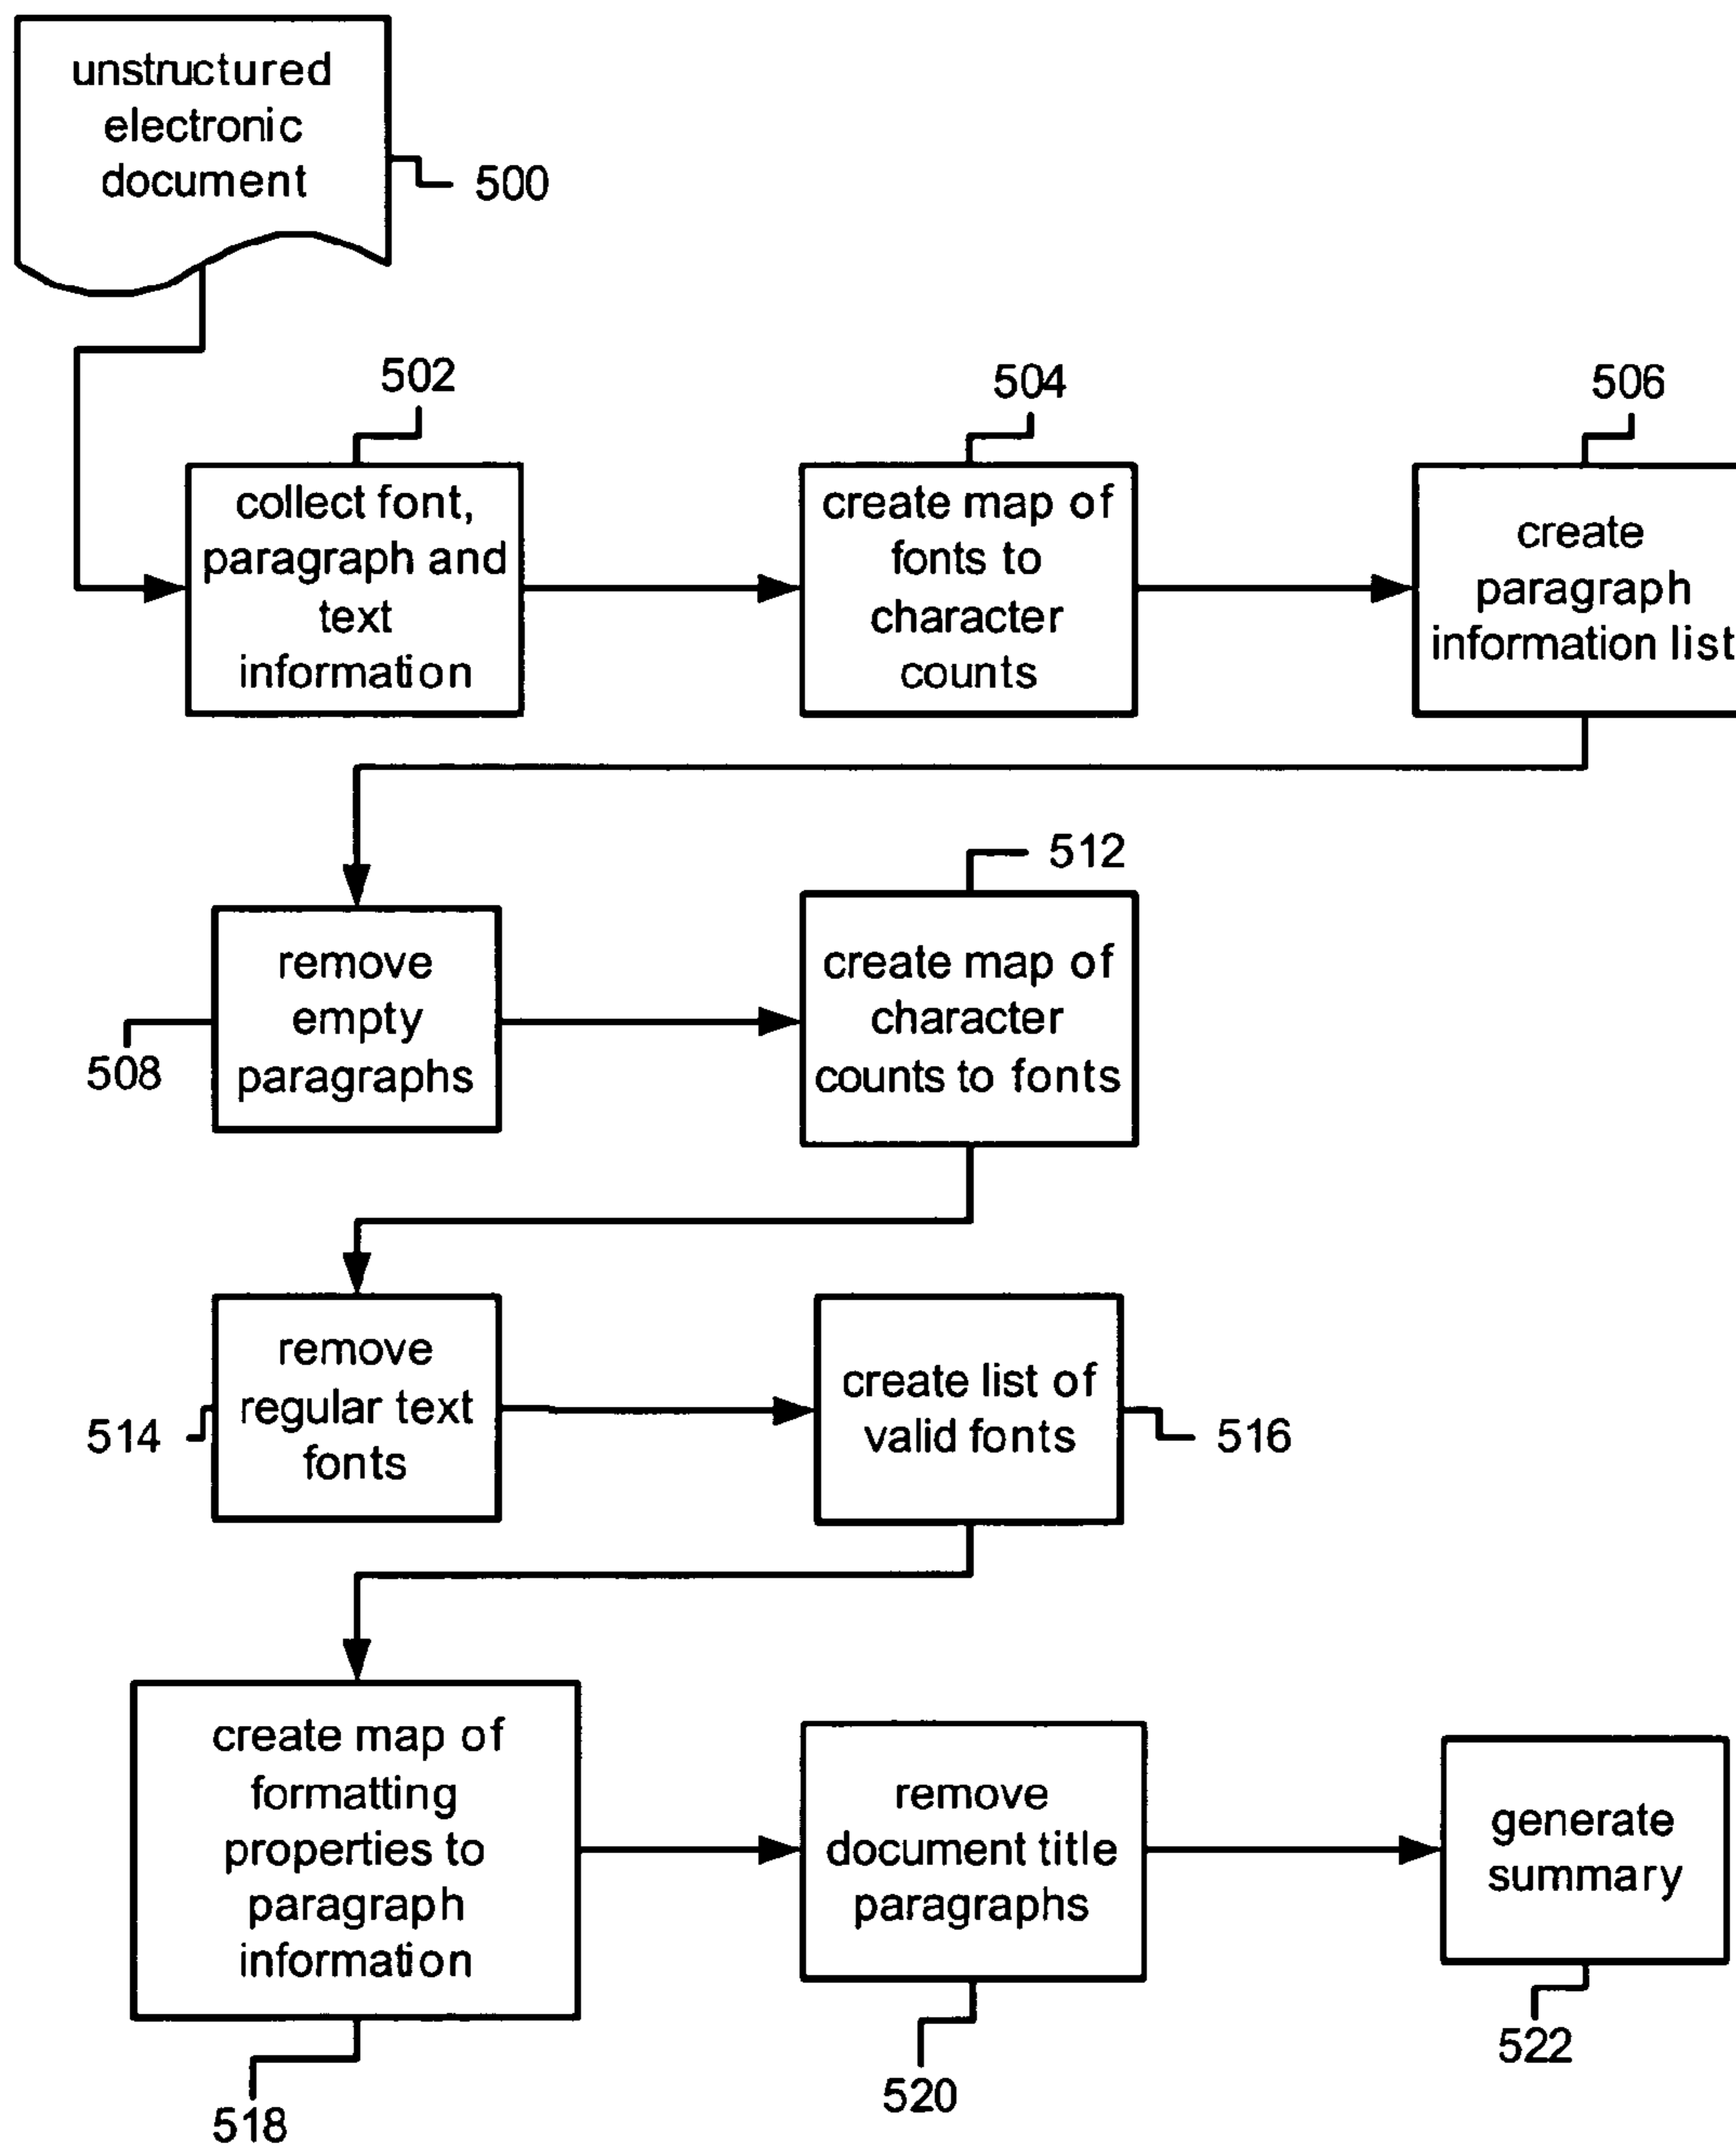 unstructured
electronic
document
500
502
504
506
collect font,
paragraph and
text
information
create map of
fonts to
character
counts
create
paragraph
information list
512
remove
empty
paragraphs
508
create map of
character
counts to fonts
remove
regular text
fonts
514
create list of
valid fonts
516
create map of
formatting
properties to
paragraph
information
518
remove
document title
paragraphs
520
generate
summary
522